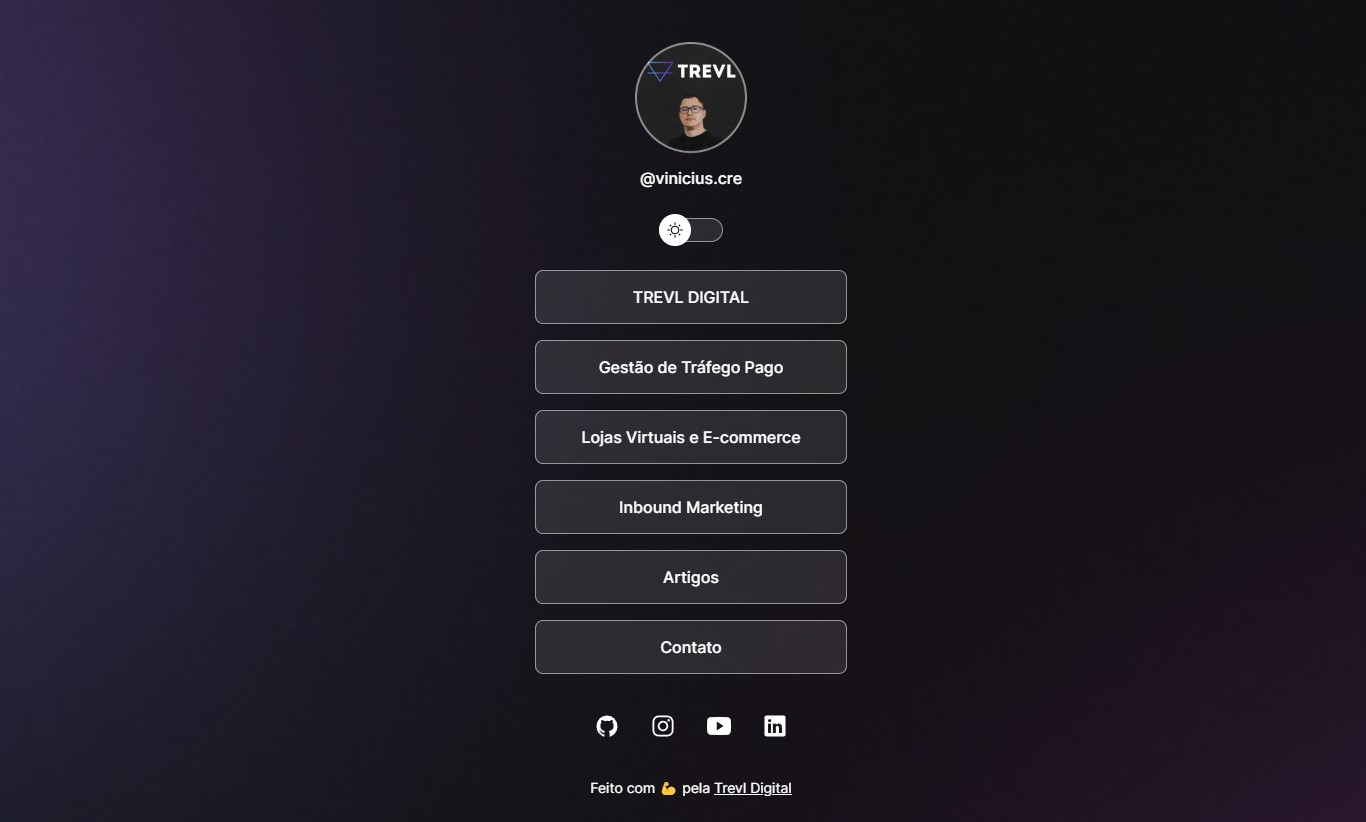 TREVL
@vinicius.cre
TREVL DIGITAL
Gestão de Tráfego Pago
Lojas Virtuais e E-commerce
Inbound Marketing
Artigos
Contato
in
Feito com 💪 pela Trevl Digital